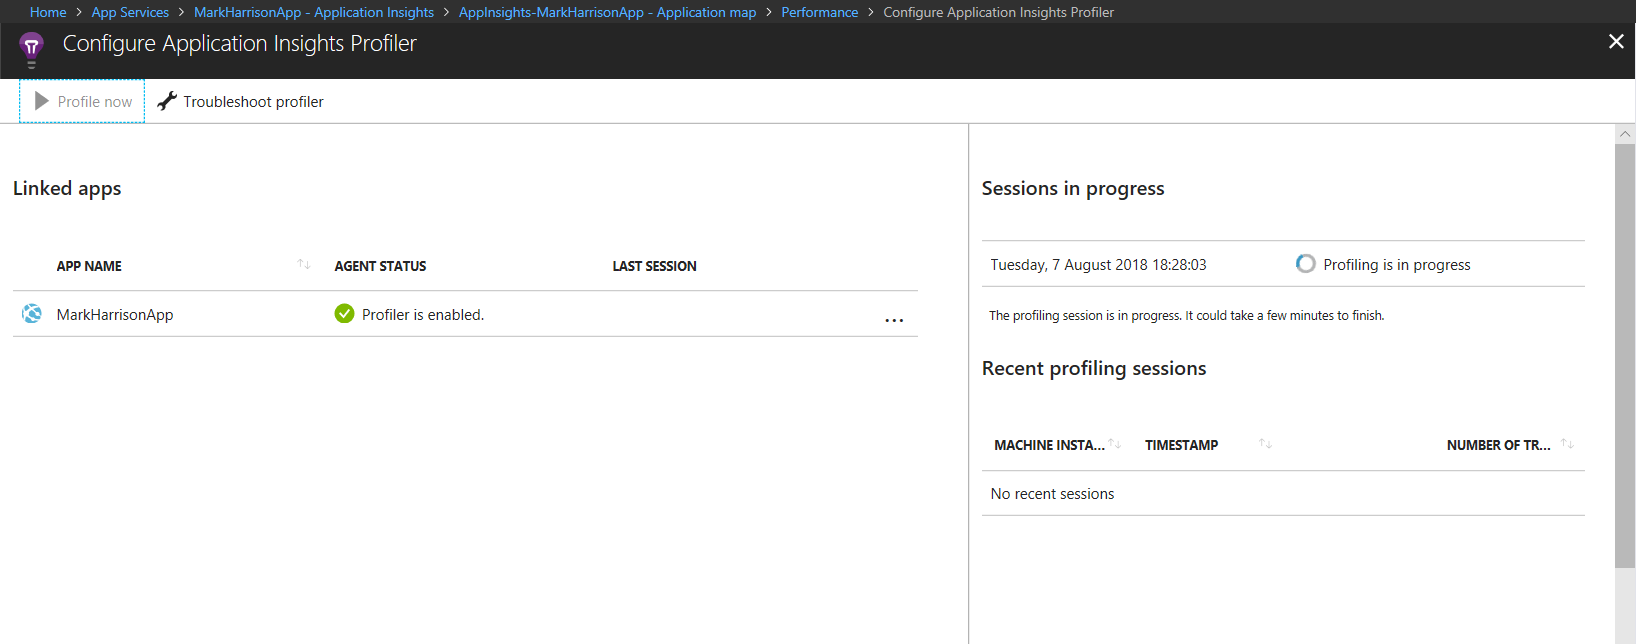 Home > App Services > MarkHarrisonApp - Application Insights > AppInsights-MarkHarrisonApp - Application map > Performance > Configure Application Insights Profiler
Configure Application Insights Profiler
Profile now Troubleshoot profiler
Linked apps
APP NAME AGENT STATUS LAST SESSION
MarkHarrisonApp Profiler is enabled. ...
Sessions in progress
Tuesday, 7 August 2018 18:28:03 Profiling is in progress
The profiling session is in progress. It could take a few minutes to finish.
Recent profiling sessions
MACHINE INSTA... TIMESTAMP NUMBER OF TR...
No recent sessions